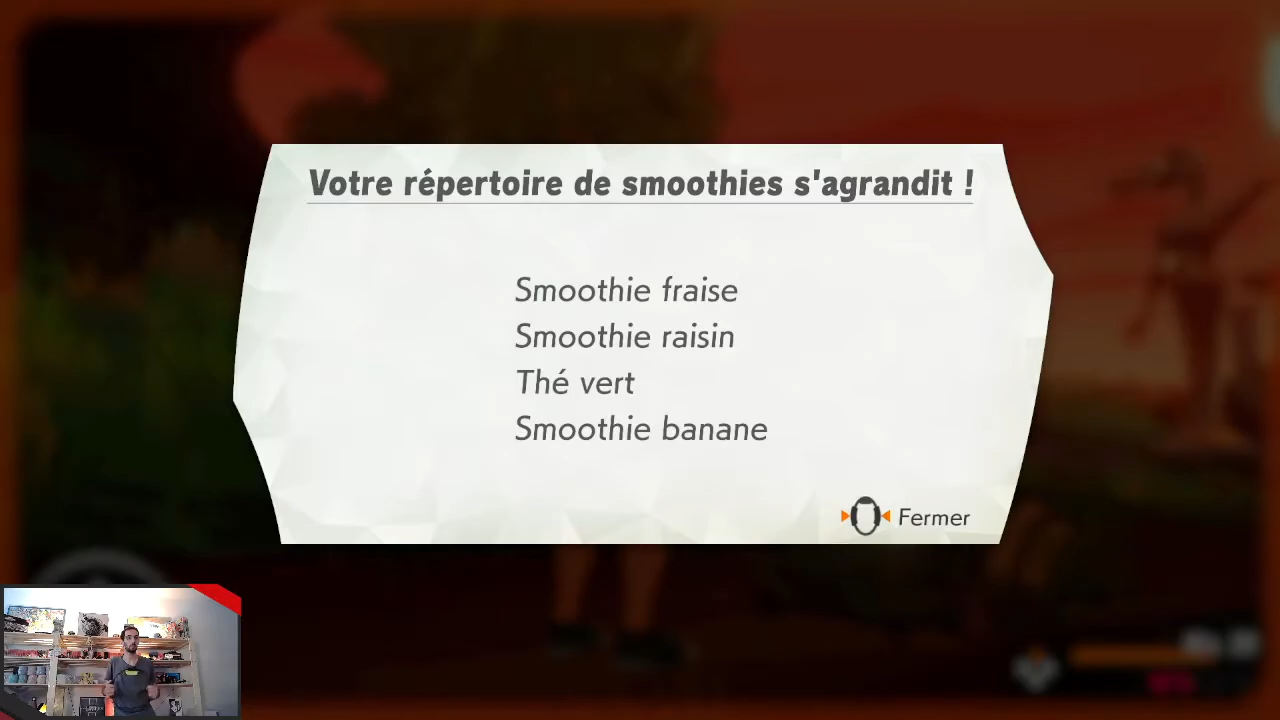 Votre répertoire de smoothies s'agrandit !
Smoothie fraise
Smoothie raisin
Thé vert
Smoothie banane
Fermer